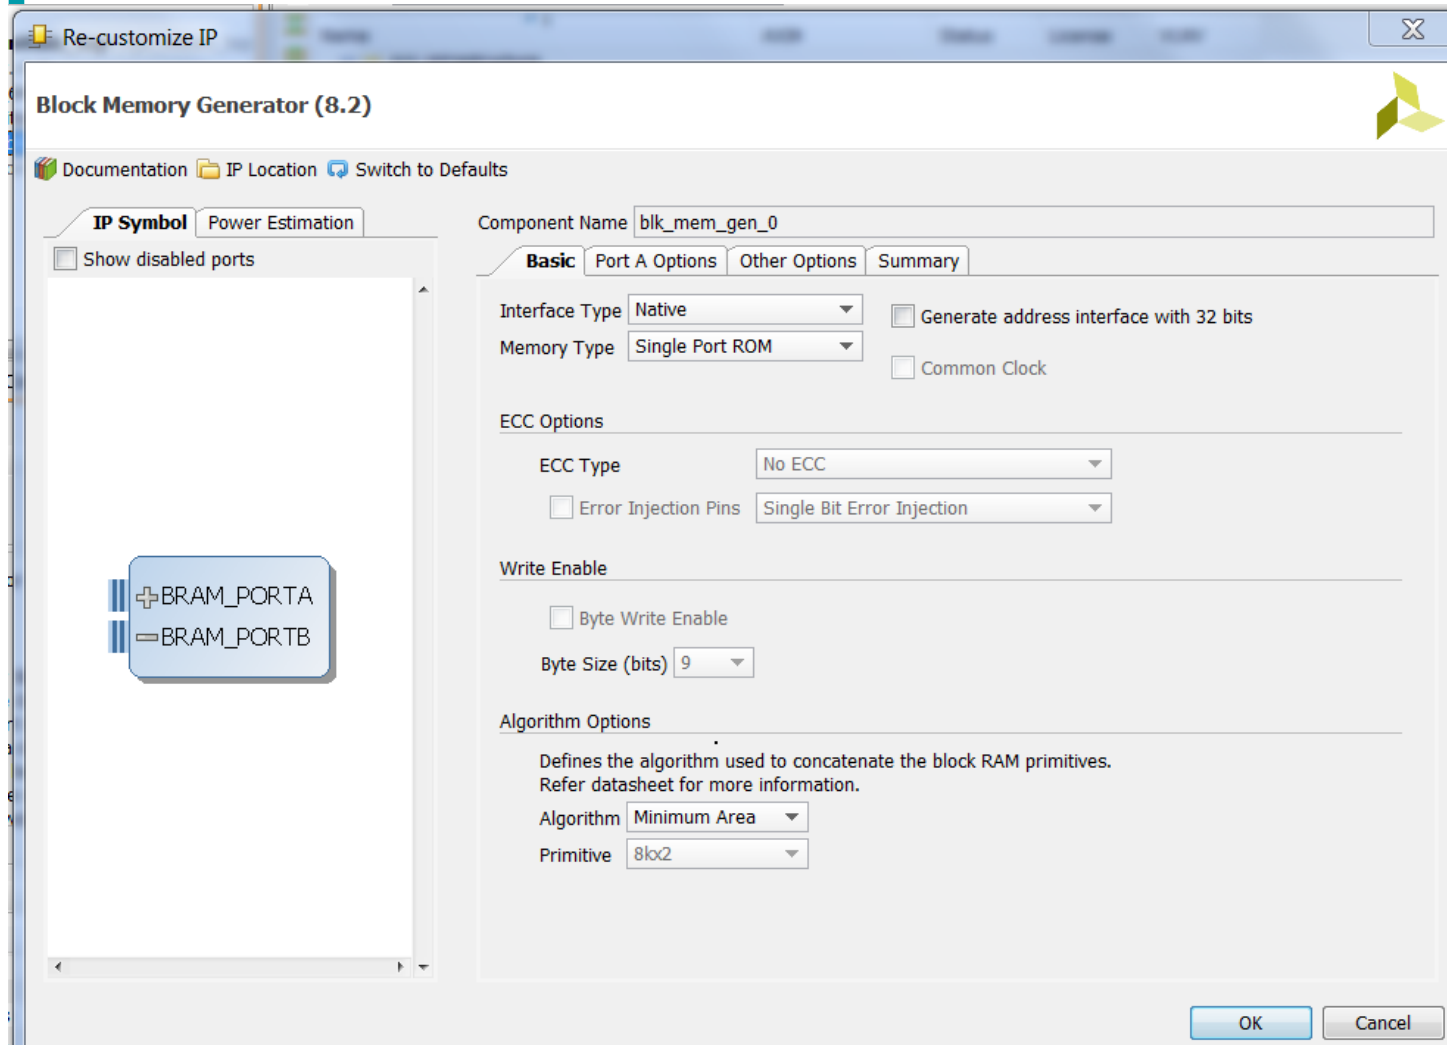 Re-customize IP
Block Memory Generator (8.2)
Documentation IP Location Switch to Defaults
IP Symbol Power Estimation
Show disabled ports
BRAM_PORTA
BRAM_PORTB
Component Name blk_mem_gen_0
Basic Port A Options Other Options Summary
Interface Type Native
Generate address interface with 32 bits
Memory Type Single Port ROM
Common Clock
ECC Options
ECC Type No ECC
Error Injection Pins Single Bit Error Injection
Write Enable
Byte Write Enable
Byte Size (bits) 9
Algorithm Options
Defines the algorithm used to concatenate the block RAM primitives.
Refer datasheet for more information.
Algorithm Minimum Area
Primitive 8kx2
OK Cancel